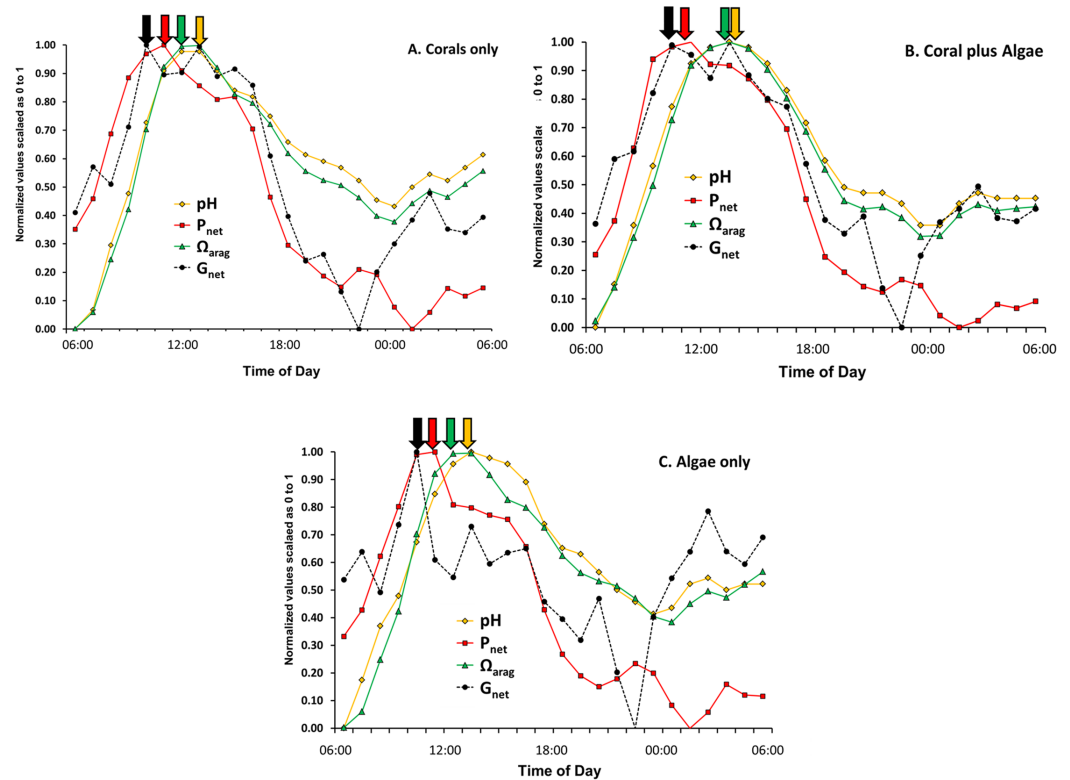 A. Corals only
Normalized values scalaed as 0 to 1
1.00
0.90
0.80
0.70
0.60
0.50
0.40
0.30
0.20
0.10
0.00
pH
Pnet
Ωarag
Gnet
06:00 12:00 18:00 00:00 06:00
Time of Day
B. Coral plus Algae
Normalized values scalae 0 to 1
1.00
0.90
0.80
0.70
0.60
0.50
0.40
0.30
0.20
0.10
0.00
pH
Pnet
Ωarag
Gnet
06:00 12:00 18:00 00:00 06:00
Time of Day
C. Algae only
Normalized values scalaed as 0 to 1
1.00
0.90
0.80
0.70
0.60
0.50
0.40
0.30
0.20
0.10
0.00
pH
Pnet
Ωarag
Gnet
06:00 12:00 18:00 00:00 06:00
Time of Day